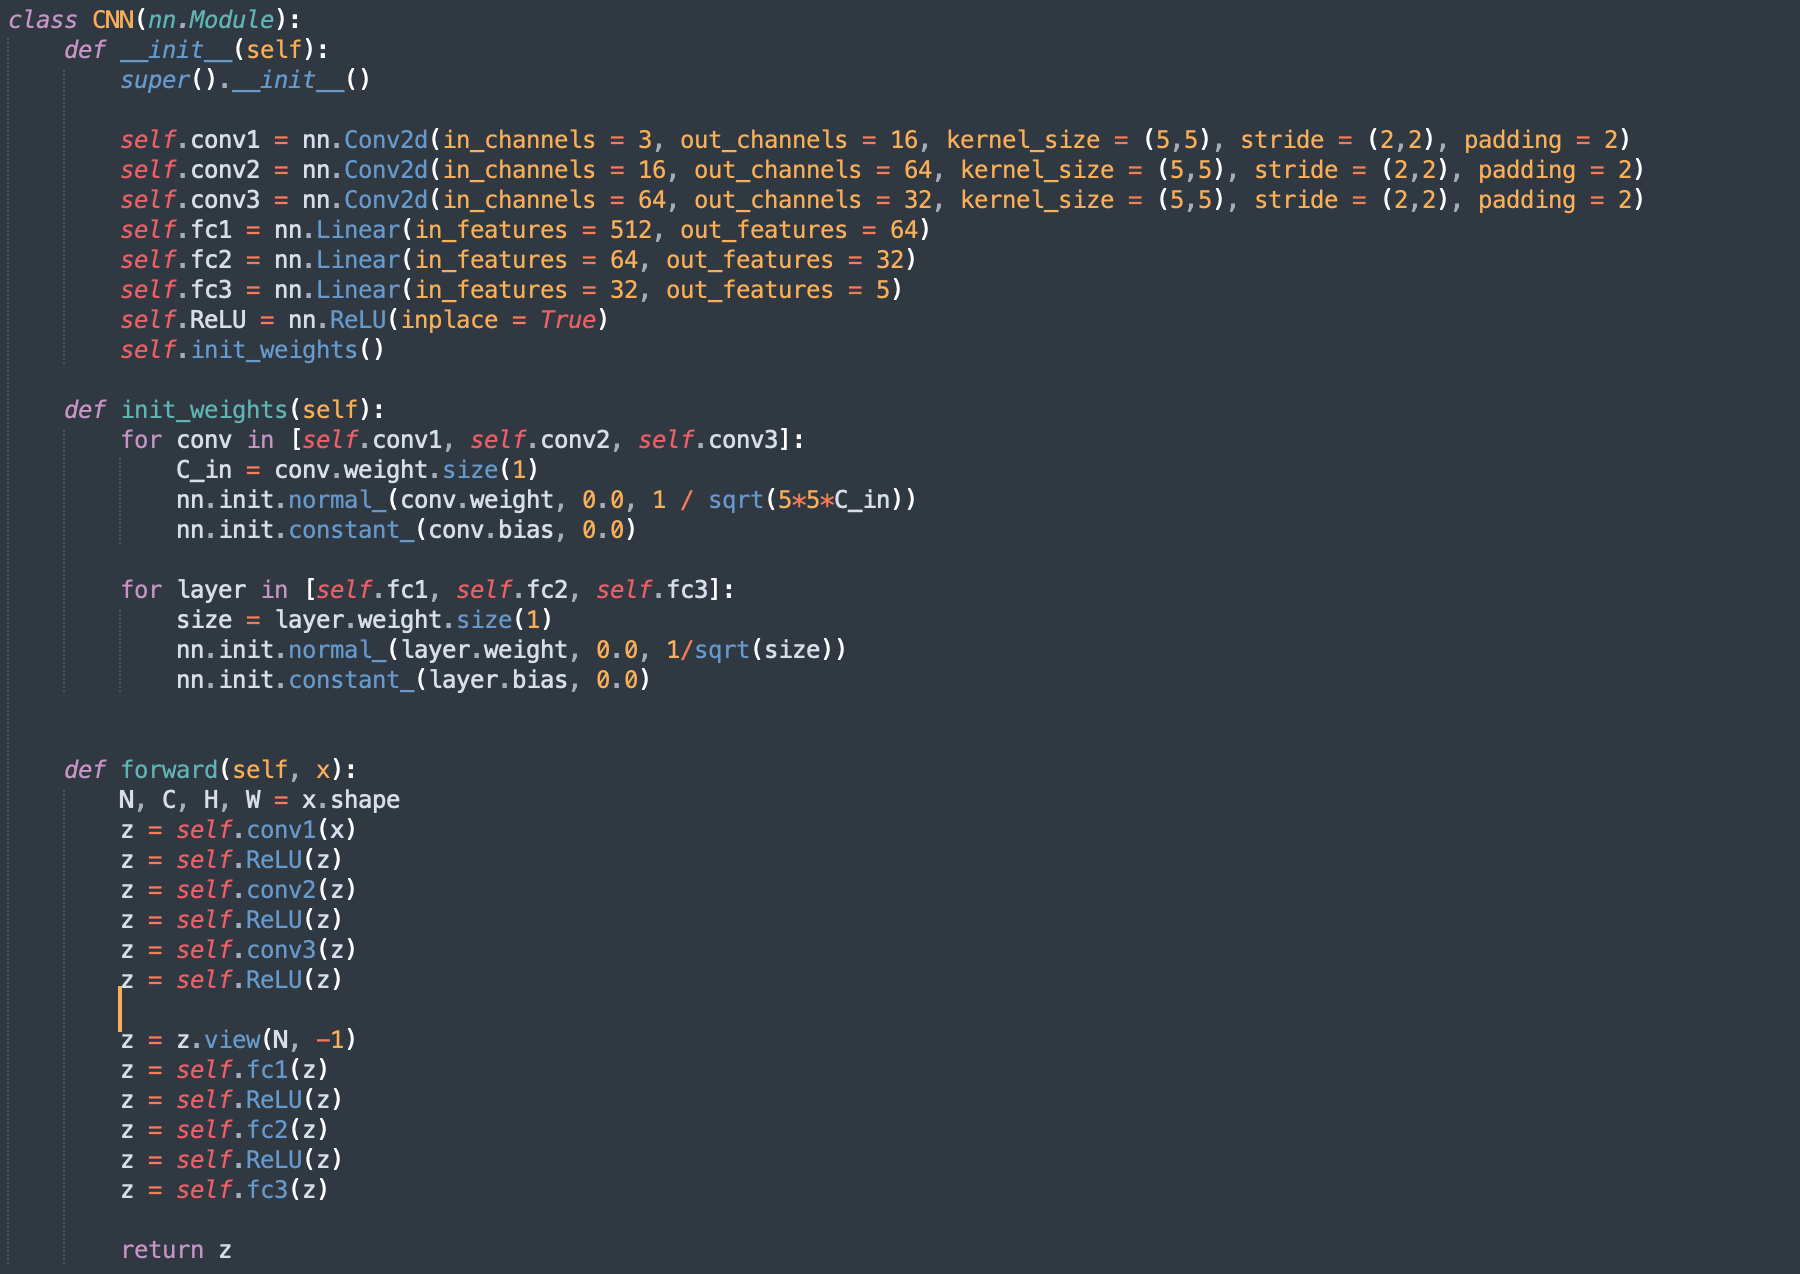 class CNN(nn.Module):
    def __init__(self):
        super().__init__()

        self.conv1 = nn.Conv2d(in_channels = 3, out_channels = 16, kernel_size = (5,5), stride = (2,2), padding = 2)
        self.conv2 = nn.Conv2d(in_channels = 16, out_channels = 64, kernel_size = (5,5), stride = (2,2), padding = 2)
        self.conv3 = nn.Conv2d(in_channels = 64, out_channels = 32, kernel_size = (5,5), stride = (2,2), padding = 2)
        self.fc1 = nn.Linear(in_features = 512, out_features = 64)
        self.fc2 = nn.Linear(in_features = 64, out_features = 32)
        self.fc3 = nn.Linear(in_features = 32, out_features = 5)
        self.ReLU = nn.ReLU(inplace = True)
        self.init_weights()

    def init_weights(self):
        for conv in [self.conv1, self.conv2, self.conv3]:
            C_in = conv.weight.size(1)
            nn.init.normal_(conv.weight, 0.0, 1 / sqrt(5*5*C_in))
            nn.init.constant_(conv.bias, 0.0)

        for layer in [self.fc1, self.fc2, self.fc3]:
            size = layer.weight.size(1)
            nn.init.normal_(layer.weight, 0.0, 1/sqrt(size))
            nn.init.constant_(layer.bias, 0.0)


    def forward(self, x):
        N, C, H, W = x.shape
        z = self.conv1(x)
        z = self.ReLU(z)
        z = self.conv2(z)
        z = self.ReLU(z)
        z = self.conv3(z)
        z = self.ReLU(z)

        z = z.view(N, -1)
        z = self.fc1(z)
        z = self.ReLU(z)
        z = self.fc2(z)
        z = self.ReLU(z)
        z = self.fc3(z)

        return z